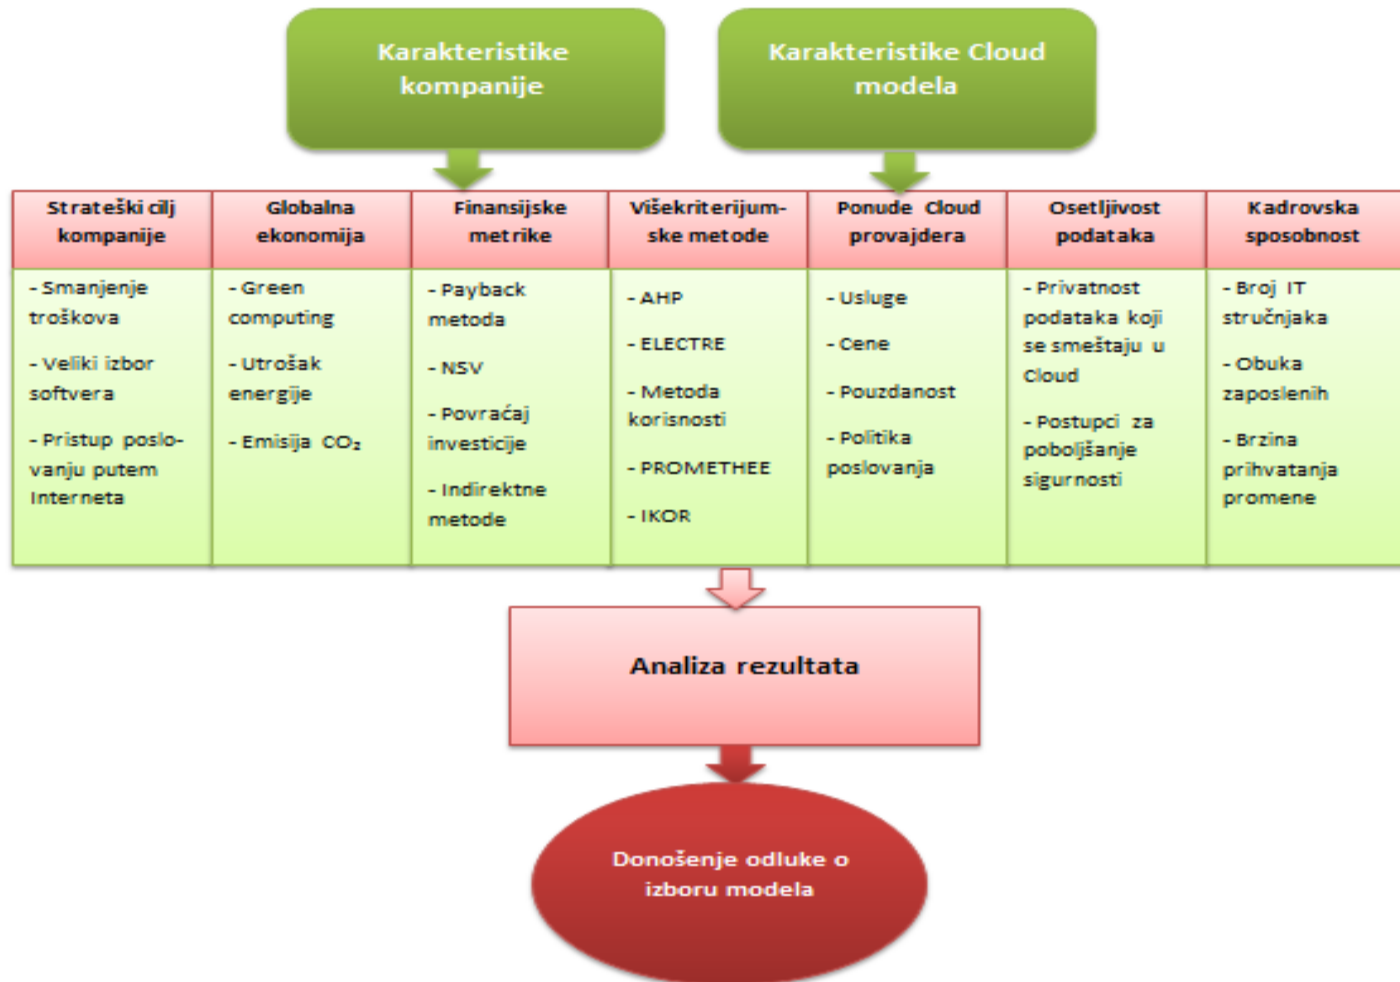 Karakteristike
kompanije
Karakteristike Cloud
modela
Strateški cilj
kompanije
Globalna
ekonomija
Finansijske
metrike
Višekriterijum-
ske metode
Ponude Cloud
provajdera
Osetljivost
podataka
Kadrovska
sposobnost
- Smanjenje
troškova
- Veliki izbor
softvera
- Pristup poslo-
vanju putem
Interneta
- Green
computing
- Utrošak
energije
- Emisija CO₂
- Payback
metoda
- NSV
- Povraćaj
investicije
- Indirektne
metode
- AHP
- ELECTRE
- Metoda
korisnosti
- PROMETHEE
- IKOR
- Usluge
- Cene
- Pouzdanost
- Politika
poslovanja
- Privatnost
podataka koji
se smeštaju u
Cloud
- Postupci za
poboljšanje
sigurnosti
- Broj IT
stručnjaka
- Obuka
zaposlenih
- Brzina
prihvatanja
promene
Analiza rezultata
Donošenje odluke o
izboru modela